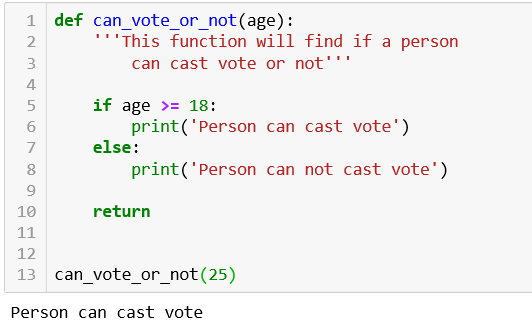 1 def can_vote_or_not(age):
2     '''This function will find if a person
3         can cast vote or not'''
4
5     if age >= 18:
6         print('Person can cast vote')
7     else:
8         print('Person can not cast vote')
9
10     return
11
12
13 can_vote_or_not(25)
Person can cast vote